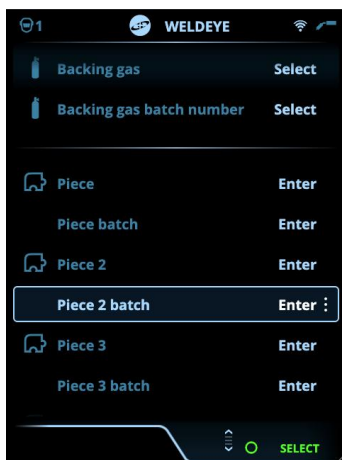 1 WELDEYE
Backing gas Select
Backing gas batch number Select
Piece Enter
Piece batch Enter
Piece 2 Enter
Piece 2 batch Enter
Piece 3 Enter
Piece 3 batch Enter
SELECT